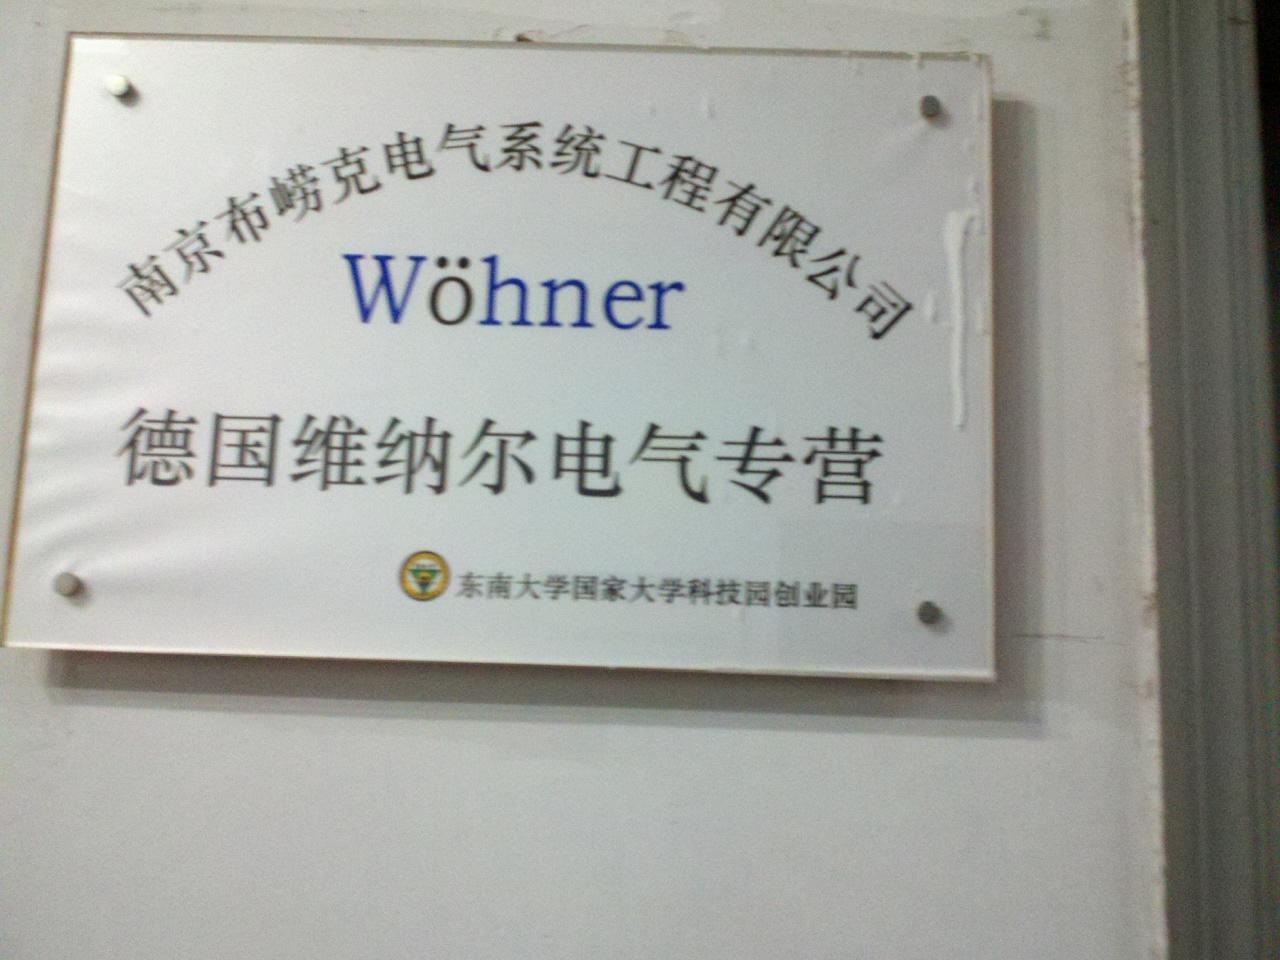 南京布崂克电气系统工程有限公司
Wöhner
德国维纳尔电气专营
东南大学国家大学科技园创业园